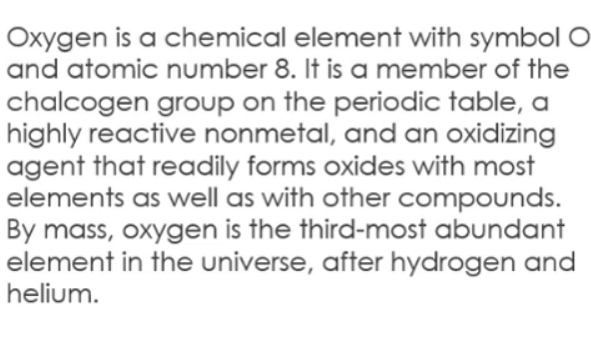 Oxygen is a chemical element with symbol O
and atomic number 8. It is a member of the
chalcogen group on the periodic table, a
highly reactive nonmetal, and an oxidizing
agent that readily forms oxides with most
elements as well as with other compounds.
By mass, oxygen is the third-most abundant
element in the universe, after hydrogen and
helium.